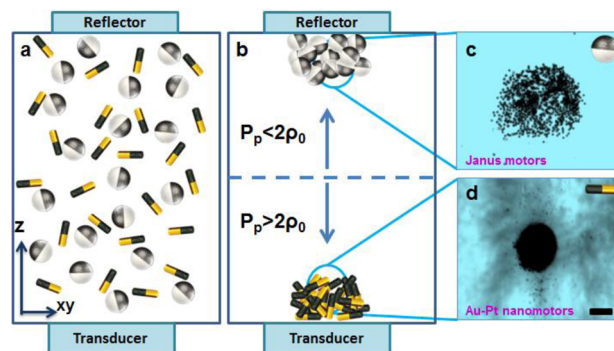 Reflector
Reflector
a
b
c
Janus motors
Pp<2ρ0
Pp>2ρ0
d
z
xy
Au-Pt nanomotors
Transducer
Transducer